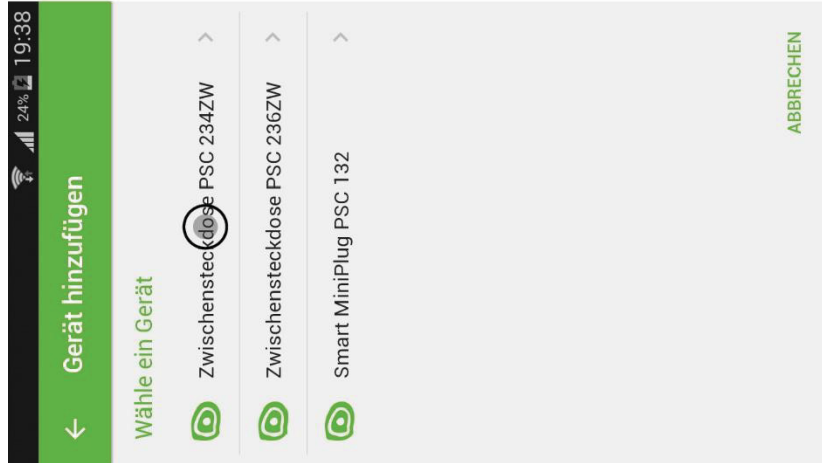 24% 19:38
Gerät hinzufügen
Wähle ein Gerät
Zwischensteckdose PSC 234ZW
Zwischensteckdose PSC 236ZW
Smart MiniPlug PSC 132
ABBRECHEN